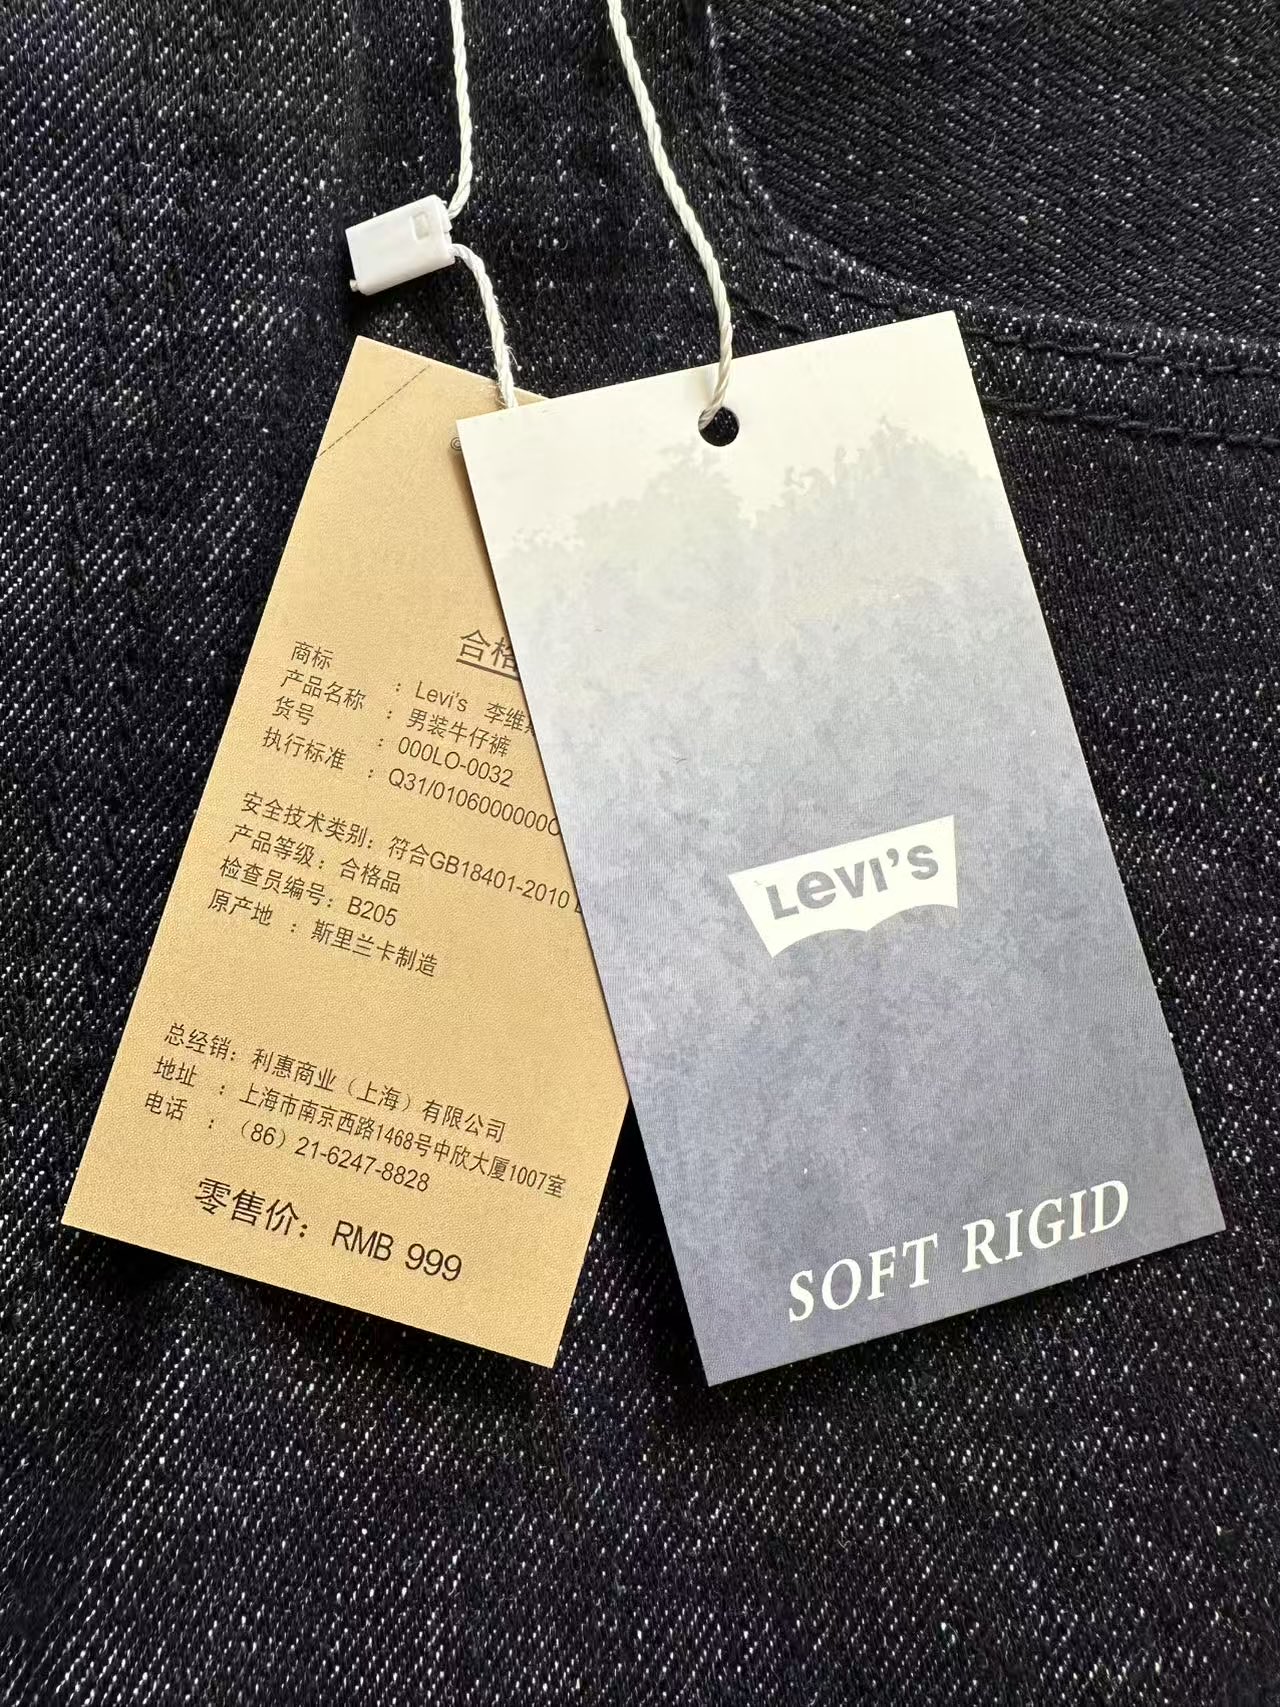 合格
商标 : Levi's 李维
产品名称 : 男装牛仔裤
货号 : 000LO-0032
执行标准 : Q31/0106000000
安全技术类别: 符合GB18401-2010
产品等级: 合格品
检查员编号: B205
原产地 : 斯里兰卡制造
总经销: 利惠商业（上海）有限公司
地址 : 上海市南京西路1468号中欣大厦1007室
电话 : （86）21-6247-8828
零售价: RMB 999
Levi's
SOFT RIGID